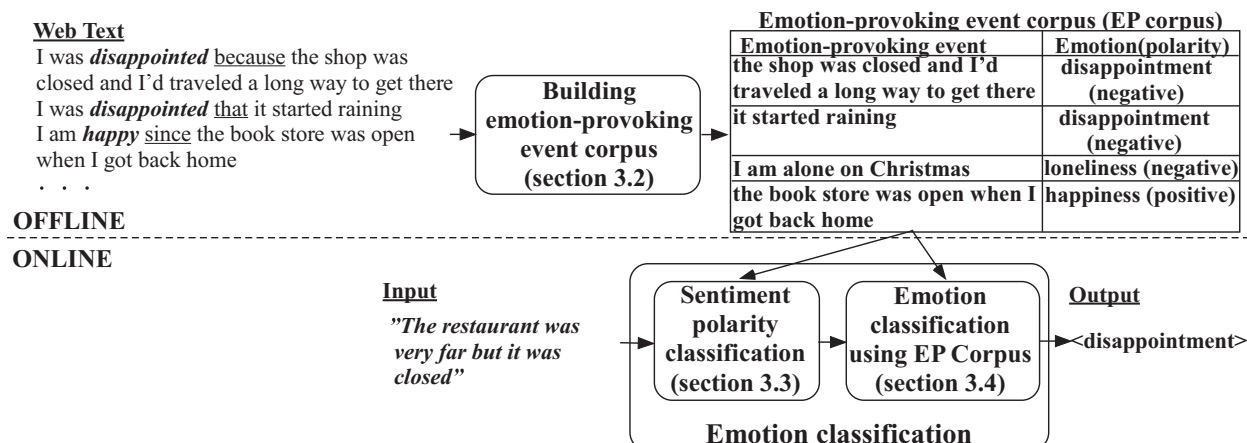 Web Text
I was disappointed because the shop was
closed and I'd traveled a long way to get there
I was disappointed that it started raining
I am happy since the book store was open
when I got back home
. . .
OFFLINE
Building
emotion-provoking
event corpus
(section 3.2)
Emotion-provoking event corpus (EP corpus)
Emotion-provoking event Emotion(polarity)
the shop was closed and I'd
traveled a long way to get there
disappointment
(negative)
it started raining
disappointment
(negative)
I am alone on Christmas loneliness (negative)
the book store was open when I
got back home
happiness (positive)
ONLINE
Input
"The restaurant was
very far but it was
closed"
Sentiment
polarity
classification
(section 3.3)
Emotion
classification
using EP Corpus
(section 3.4)
Output
<disappointment>
Emotion classification